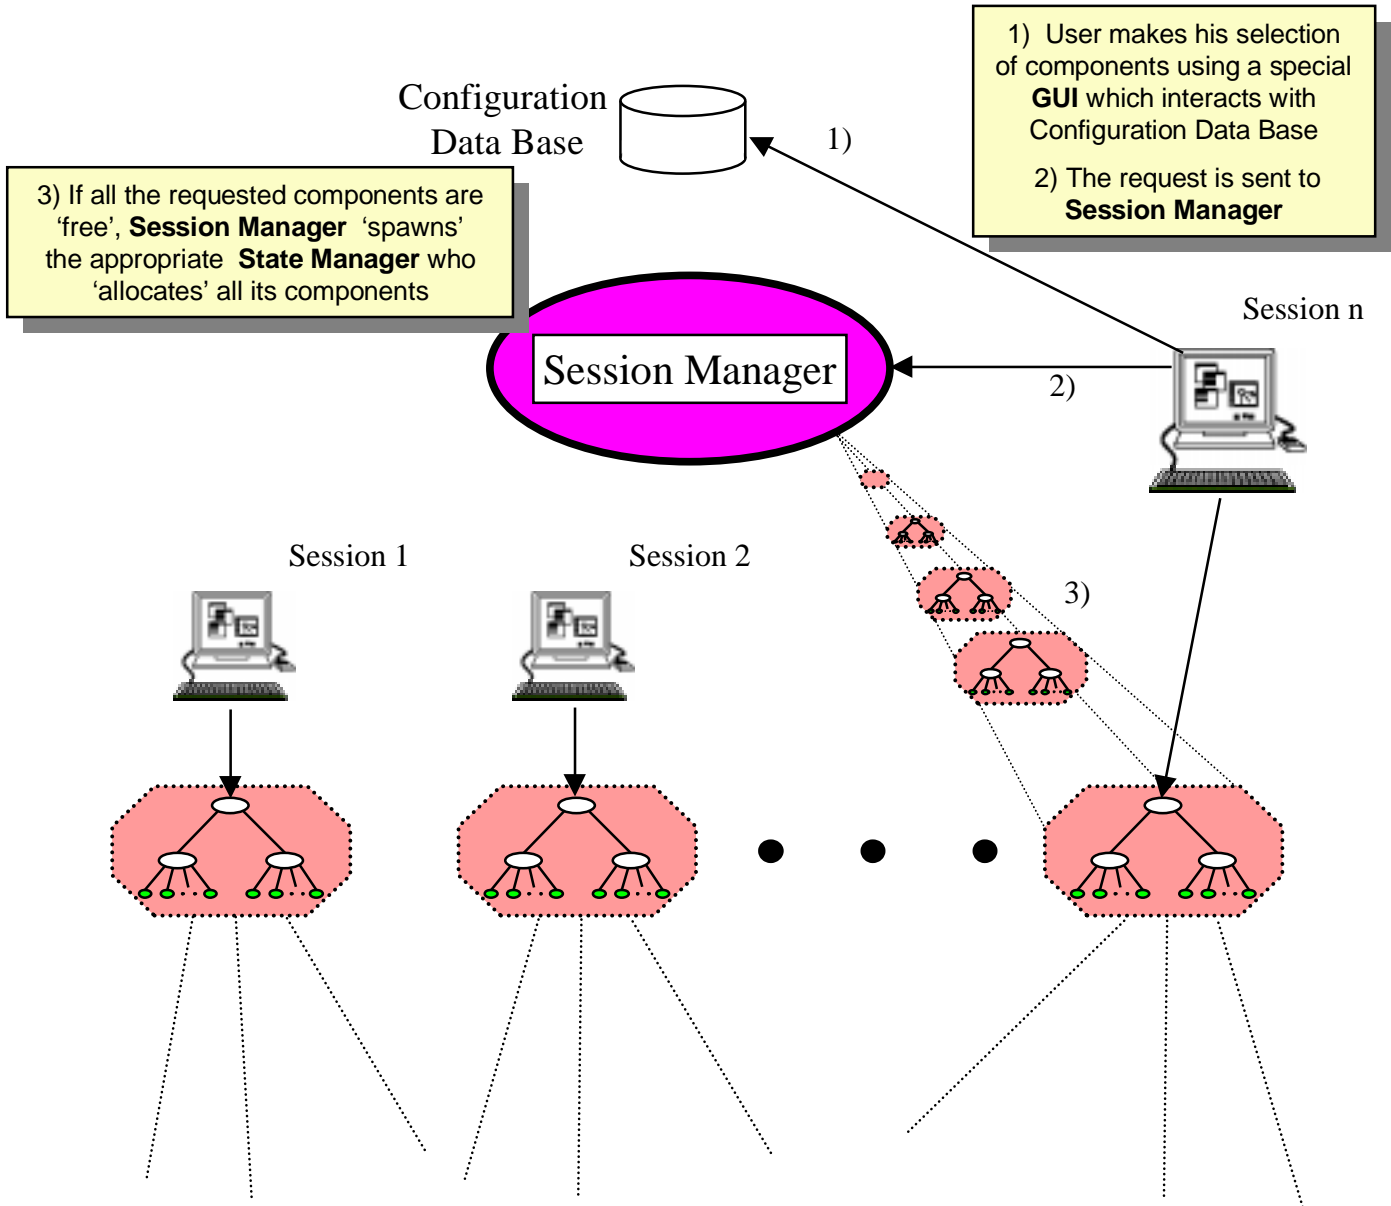 1) User makes his selection
of components using a special
GUI which interacts with
Configuration Data Base
2) The request is sent to
Session Manager
Configuration
Data Base
1)
3) If all the requested components are
‘free’, Session Manager ‘spawns’
the appropriate State Manager who
‘allocates’ all its components
Session n
Session Manager
2)
Session 1
Session 2
3)